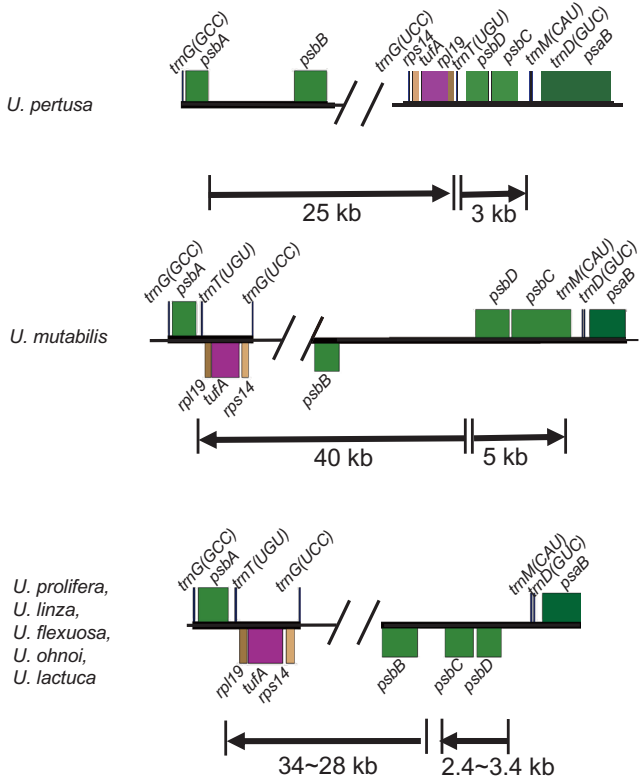 trnG(GCC)
psbA
psbB
trnG(UCC)
rps14
tufA
rpl19
trnT(UGU)
psbD
psbC
trnM(CAU)
trnD(GUC)
psaB
U. pertusa
25 kb
3 kb
trnG(GCC)
psbA
trnT(UGU)
trnG(UCC)
psbD
psbC
trnM(CAU)
trnD(GUC)
psaB
U. mutabilis
rpl19
tufA
rps14
psbB
40 kb
5 kb
trnG(GCC)
psbA
trnT(UGU)
trnG(UCC)
trnM(CAU)
trnD(GUC)
psaB
U. prolifera,
U. linza,
U. flexuosa,
U. ohnoi,
U. lactuca
rpl19
tufA
rps14
psbB
psbC
psbD
34~28 kb
2.4~3.4 kb